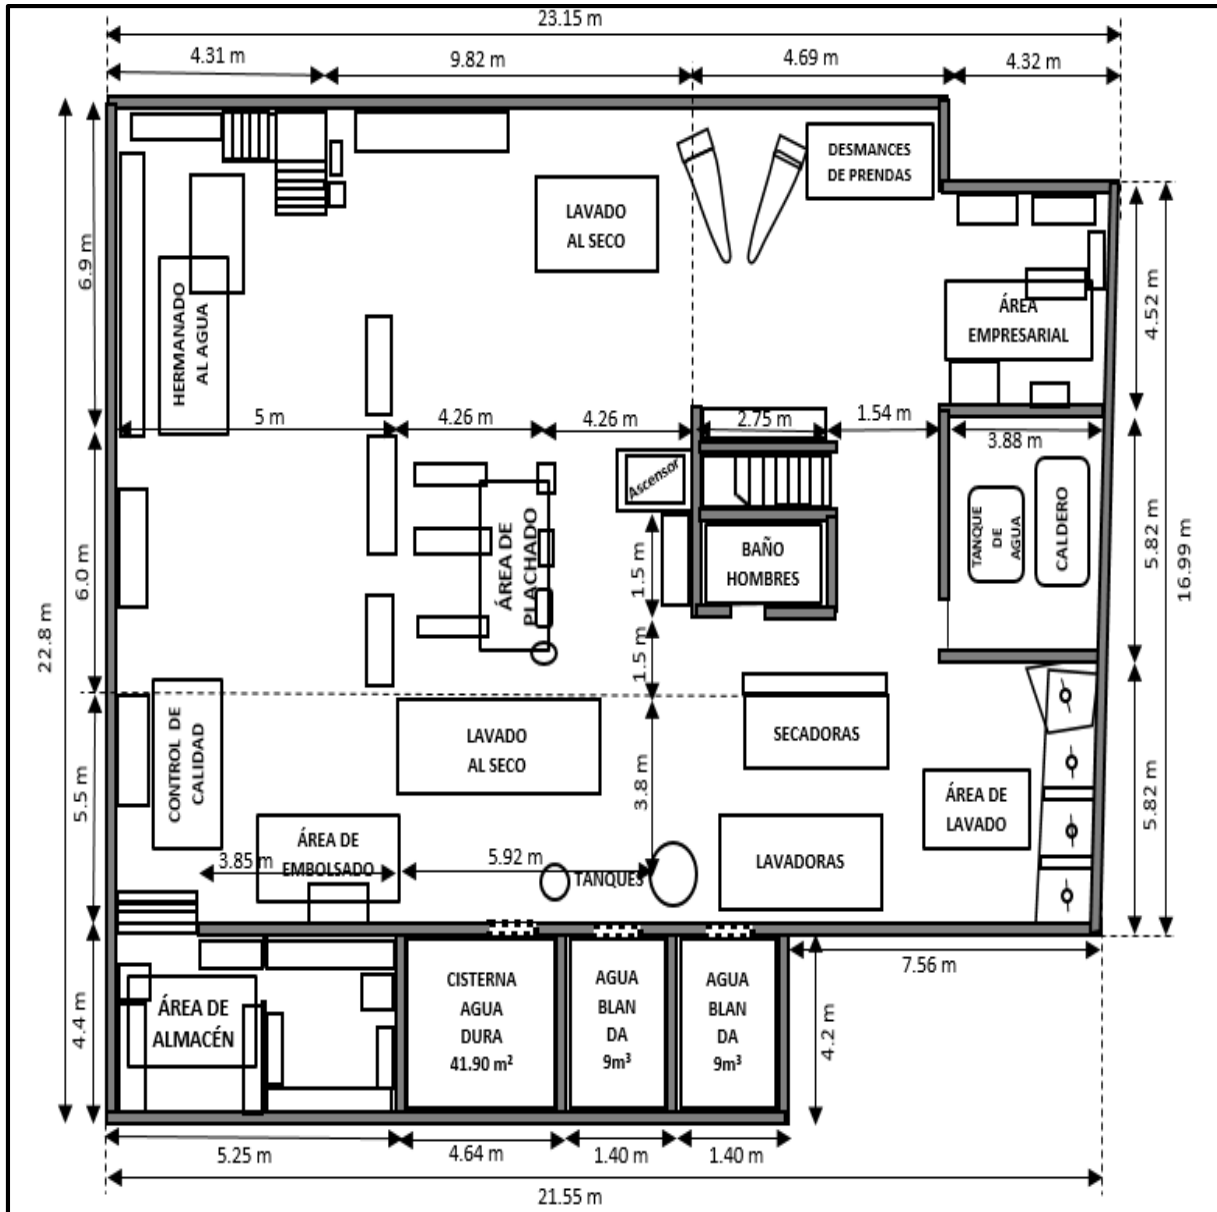 23.15 m
4.31 m
9.82 m
4.69 m
4.32 m
DESMANCES
DE PRENDAS
LAVADO
AL SECO
6.9 m
HERMANADO
AL AGUA
4.52 m
ÁREA
EMPRESARIAL
5 m
4.26 m
4.26 m
2.75 m
1.54 m
3.88 m
Ascensor
ÁREA DE
PLACHADO
BAÑO
HOMBRES
TANQUE
DE
AGUA
CALDERO
6.0 m
1.5 m
5.82 m
16.99 m
22.8 m
1.5 m
CONTROL DE
CALIDAD
LAVADO
AL SECO
SECADORAS
5.5 m
3.8 m
ÁREA DE
LAVADO
5.82 m
ÁREA DE
EMBOLSADO
3.85 m
5.92 m
TANQUES
LAVADORAS
7.56 m
ÁREA DE
ALMACÉN
CISTERNA
AGUA
DURA
41.90 m²
AGUA
BLAN
DA
9m³
AGUA
BLAN
DA
9m³
4.4 m
4.2 m
5.25 m
4.64 m
1.40 m
1.40 m
21.55 m